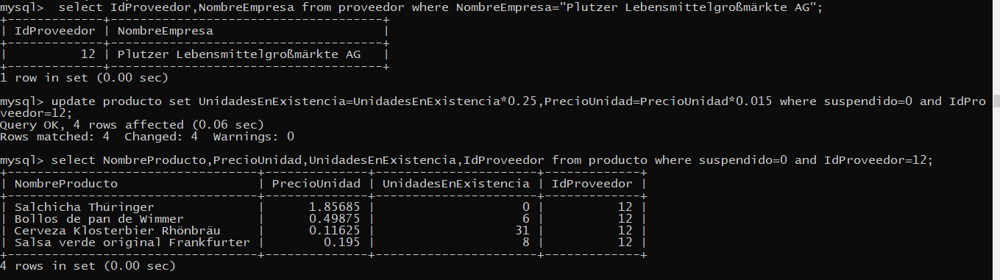 mysql>  select IdProveedor,NombreEmpresa from proveedor where NombreEmpresa="Plutzer Lebensmittelgroßmärkte AG";
+-------------+-------------------------------------+
| IdProveedor | NombreEmpresa                       |
+-------------+-------------------------------------+
|          12 | Plutzer Lebensmittelgroßmärkte AG   |
+-------------+-------------------------------------+
1 row in set (0.00 sec)

mysql> update producto set UnidadesEnExistencia=UnidadesEnExistencia*0.25,PrecioUnidad=PrecioUnidad*0.015 where suspendido=0 and IdPro
veedor=12;
Query OK, 4 rows affected (0.06 sec)
Rows matched: 4  Changed: 4  Warnings: 0

mysql> select NombreProducto,PrecioUnidad,UnidadesEnExistencia,IdProveedor from producto where suspendido=0 and IdProveedor=12;
+----------------------------------+--------------+----------------------+-------------+
| NombreProducto                   | PrecioUnidad | UnidadesEnExistencia | IdProveedor |
+----------------------------------+--------------+----------------------+-------------+
| Salchicha Thüringer              |      1.85685 |                    0 |          12 |
| Bollos de pan de Wimmer          |      0.49875 |                    6 |          12 |
| Cerveza Klosterbier Rhönbräu     |      0.11625 |                   31 |          12 |
| Salsa verde original Frankfurter |        0.195 |                    8 |          12 |
+----------------------------------+--------------+----------------------+-------------+
4 rows in set (0.00 sec)